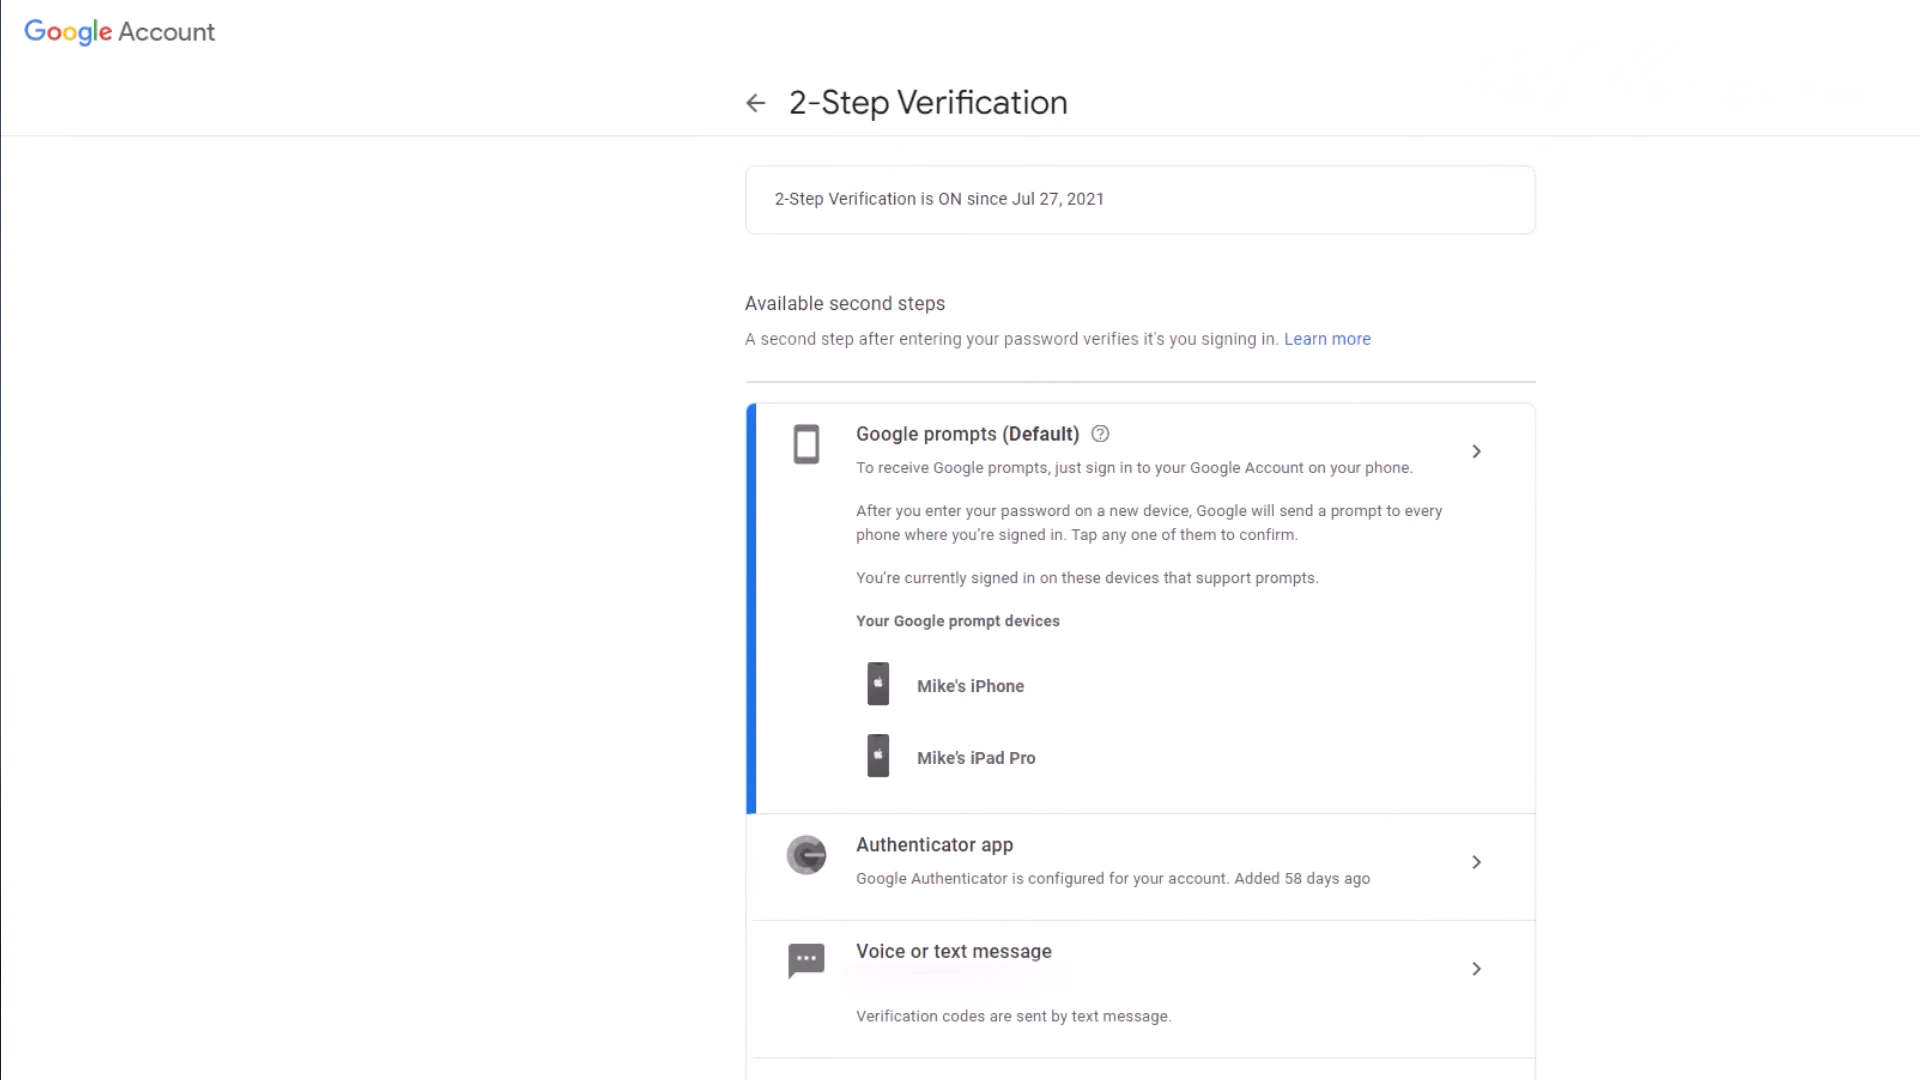 Google Account
2-Step Verification
2-Step Verification is ON since Jul 27, 2021
Available second steps
A second step after entering your password verifies it's you signing in. Learn more
Google prompts (Default)
To receive Google prompts, just sign in to your Google Account on your phone.
After you enter your password on a new device, Google will send a prompt to every
phone where you’re signed in. Tap any one of them to confirm.
You’re currently signed in on these devices that support prompts.
Your Google prompt devices
Mike's iPhone
Mike’s iPad Pro
Authenticator app
Google Authenticator is configured for your account. Added 58 days ago
Voice or text message
Verification codes are sent by text message.